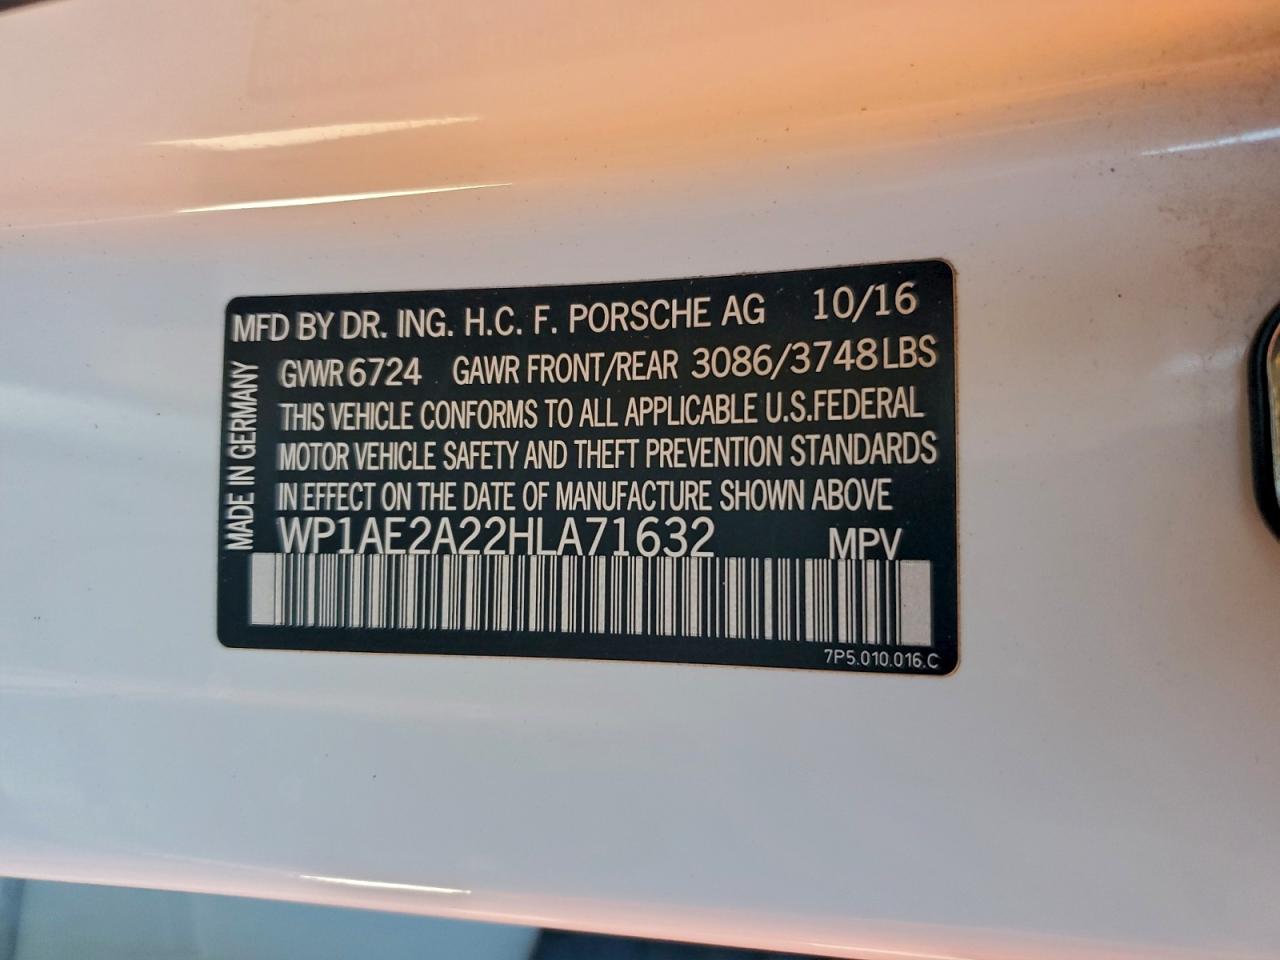 MFD BY DR. ING. H.C. F. PORSCHE AG 10/16
GVWR 6724 GAWR FRONT/REAR 3086/3748LBS
THIS VEHICLE CONFORMS TO ALL APPLICABLE U.S.FEDERAL
MOTOR VEHICLE SAFETY AND THEFT PREVENTION STANDARDS
IN EFFECT ON THE DATE OF MANUFACTURE SHOWN ABOVE
WP1AE2A22HLA71632 MPV
7P5.010.016.C
MADE IN GERMANY